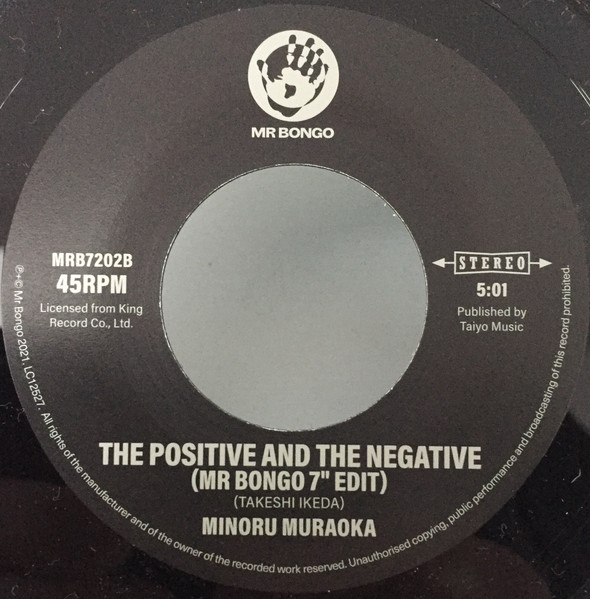 MR BONGO
MRB7202B
45RPM
Licensed from King
Record Co., Ltd.
STEREO
5:01
Published by
Taiyo Music
THE POSITIVE AND THE NEGATIVE
(MR BONGO 7" EDIT)
(TAKESHI IKEDA)
MINORU MURAOKA
℗+© Mr Bongo 2021. LC12527. All rights of the manufacturer and of the owner of the recorded work reserved. Unauthorised copying, public performance and broadcasting of this record prohibited.